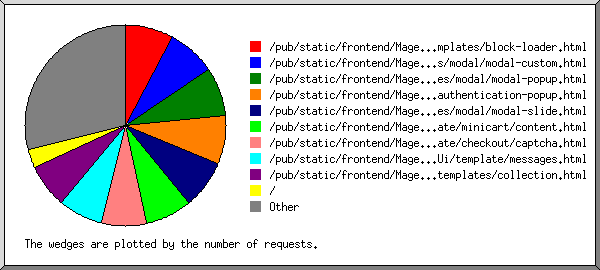 /pub/static/frontend/Mage...mplates/block-loader.html
/pub/static/frontend/Mage...s/modal/modal-custom.html
/pub/static/frontend/Mage...es/modal/modal-popup.html
/pub/static/frontend/Mage...authentication-popup.html
/pub/static/frontend/Mage...es/modal/modal-slide.html
/pub/static/frontend/Mage...ate/minicart/content.html
/pub/static/frontend/Mage...ate/checkout/captcha.html
/pub/static/frontend/Mage...Ui/template/messages.html
/pub/static/frontend/Mage...templates/collection.html
/
Other
The wedges are plotted by the number of requests.